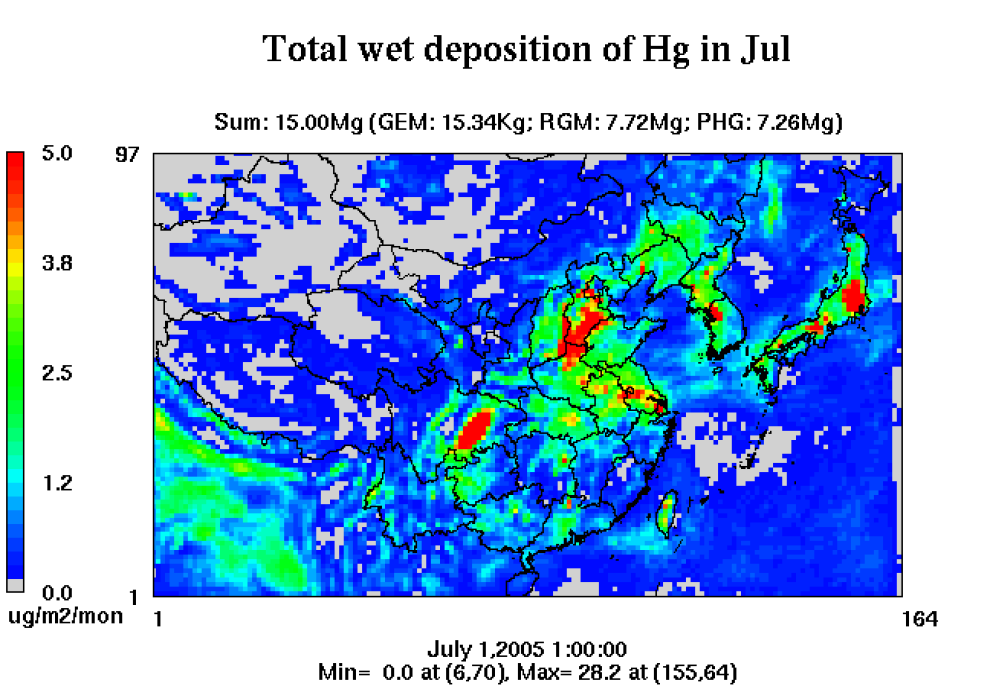 Total wet deposition of Hg in Jul
Sum: 15.00Mg (GEM: 15.34Kg; RGM: 7.72Mg; PHG: 7.26Mg)
5.0
97
3.8
2.5
1.2
0.0
1
ug/m2/mon
1
164
July 1,2005 1:00:00
Min= 0.0 at (6,70), Max= 28.2 at (155,64)